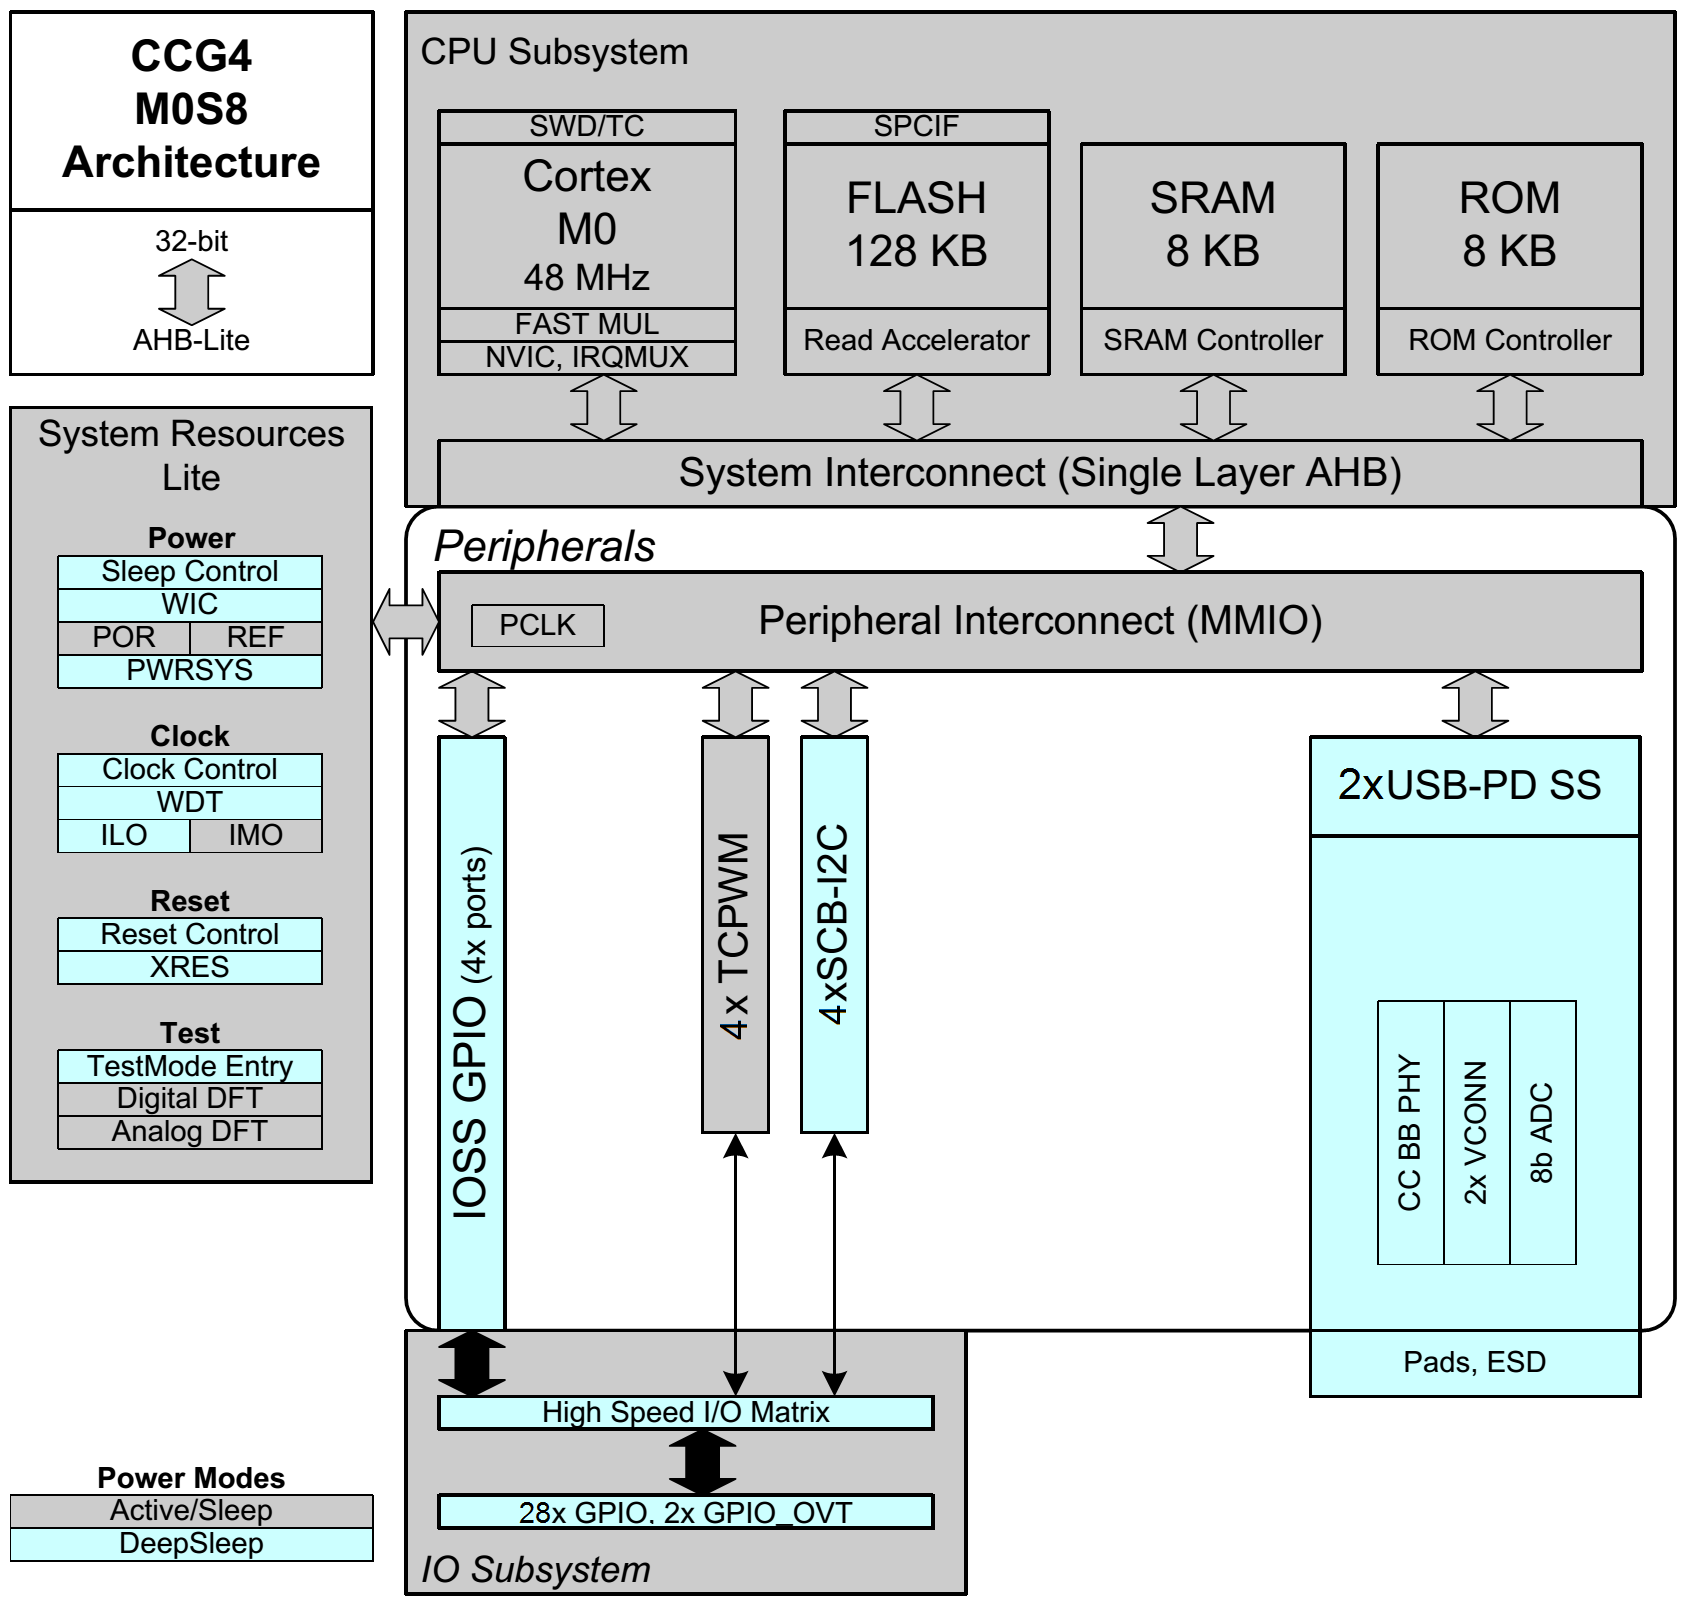 CCG4
M0S8
Architecture
32-bit
AHB-Lite
CPU Subsystem
SWD/TC
Cortex
M0
48 MHz
FAST MUL
NVIC, IRQMUX
SPCIF
FLASH
128 KB
Read Accelerator
SRAM
8 KB
SRAM Controller
ROM
8 KB
ROM Controller
System Interconnect (Single Layer AHB)
System Resources
Lite
Power
Sleep Control
WIC
POR
REF
PWRSYS
Clock
Clock Control
WDT
ILO
IMO
Reset
Reset Control
XRES
Test
TestMode Entry
Digital DFT
Analog DFT
Peripherals
PCLK
Peripheral Interconnect (MMIO)
IOSS GPIO (4x ports)
4x TCPWM
4xSCB-I2C
2xUSB-PD SS
CC BB PHY
2x VCONN
8b ADC
Pads, ESD
High Speed I/O Matrix
28x GPIO, 2x GPIO_OVT
IO Subsystem
Power Modes
Active/Sleep
DeepSleep